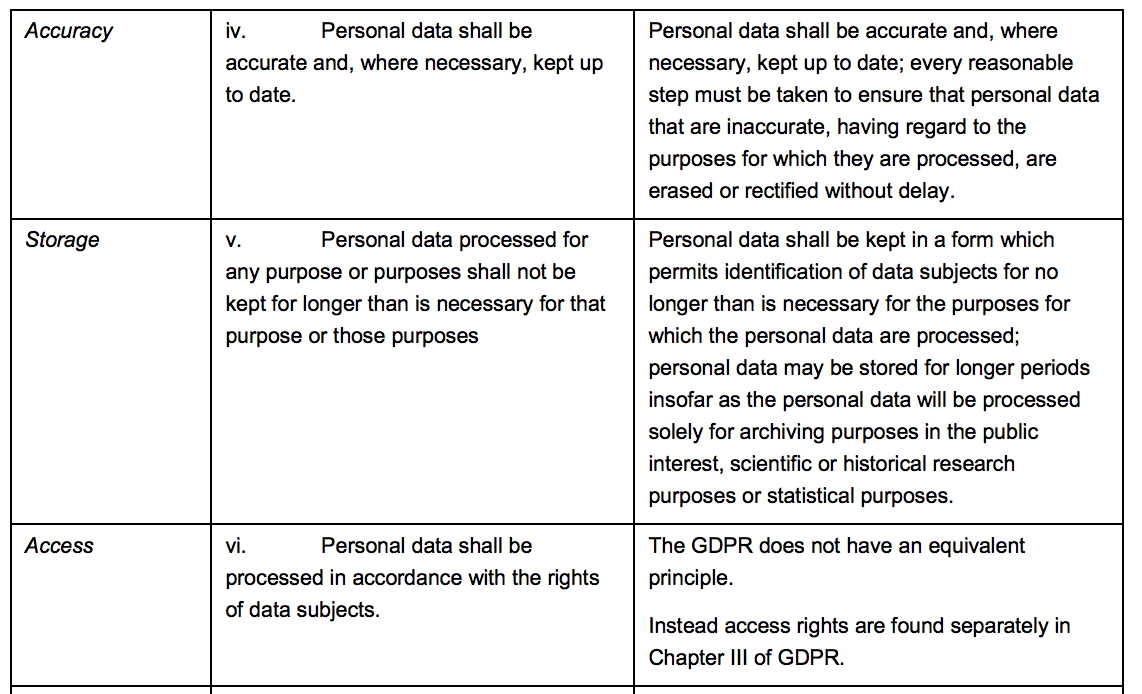 Accuracy
iv. Personal data shall be
accurate and, where necessary, kept up
to date.
Personal data shall be accurate and, where
necessary, kept up to date; every reasonable
step must be taken to ensure that personal data
that are inaccurate, having regard to the
purposes for which they are processed, are
erased or rectified without delay.
Storage
v. Personal data processed for
any purpose or purposes shall not be
kept for longer than is necessary for that
purpose or those purposes
Personal data shall be kept in a form which
permits identification of data subjects for no
longer than is necessary for the purposes for
which the personal data are processed;
personal data may be stored for longer periods
insofar as the personal data will be processed
solely for archiving purposes in the public
interest, scientific or historical research
purposes or statistical purposes.
Access
vi. Personal data shall be
processed in accordance with the rights
of data subjects.
The GDPR does not have an equivalent
principle.
Instead access rights are found separately in
Chapter III of GDPR.